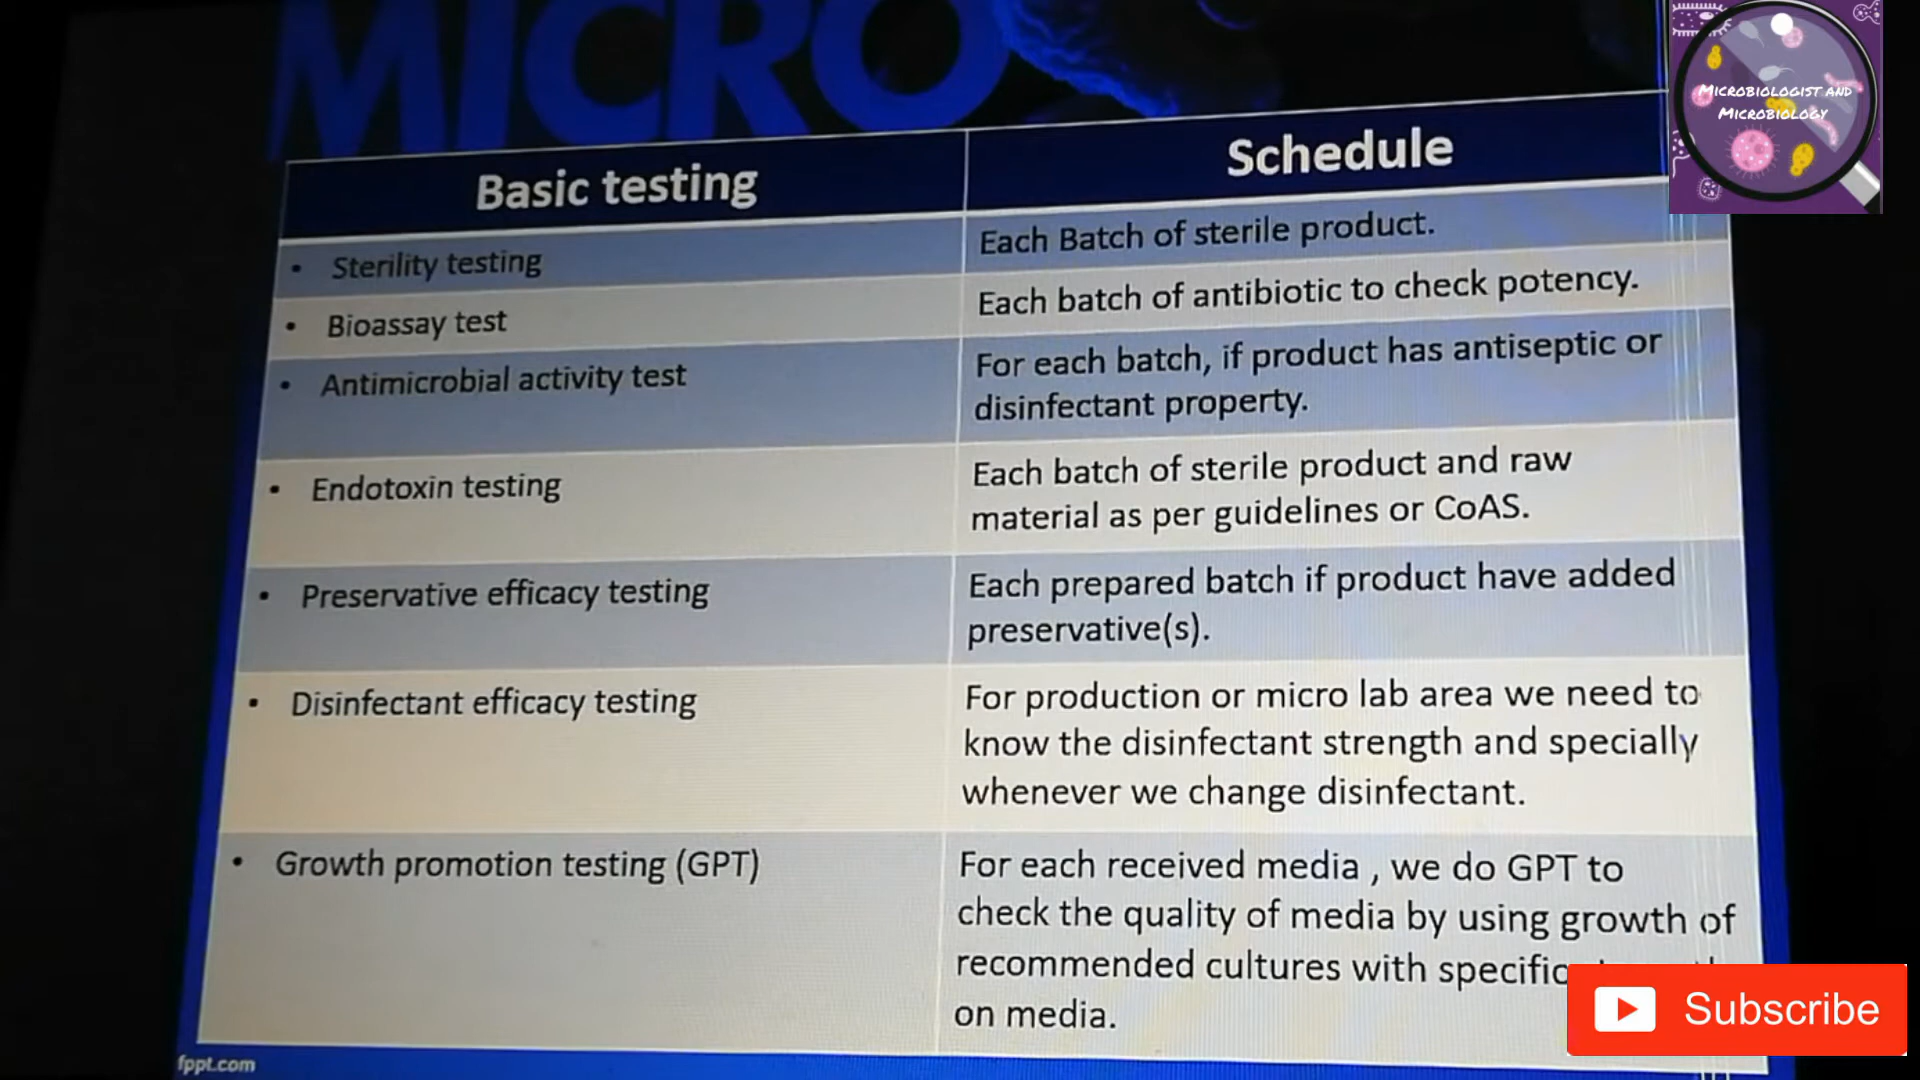 MICRO
MICROBIOLOGIST AND
MICROBIOLOGY
Basic testing
Schedule
• Sterility testing
Each Batch of sterile product.
• Bioassay test
Each batch of antibiotic to check potency.
• Antimicrobial activity test
For each batch, if product has antiseptic or
disinfectant property.
• Endotoxin testing
Each batch of sterile product and raw
material as per guidelines or CoAS.
• Preservative efficacy testing
Each prepared batch if product have added
preservative(s).
• Disinfectant efficacy testing
For production or micro lab area we need to
know the disinfectant strength and specially
whenever we change disinfectant.
• Growth promotion testing (GPT)
For each received media , we do GPT to
check the quality of media by using growth of
recommended cultures with specific
on media.
Subscribe
fppt.com